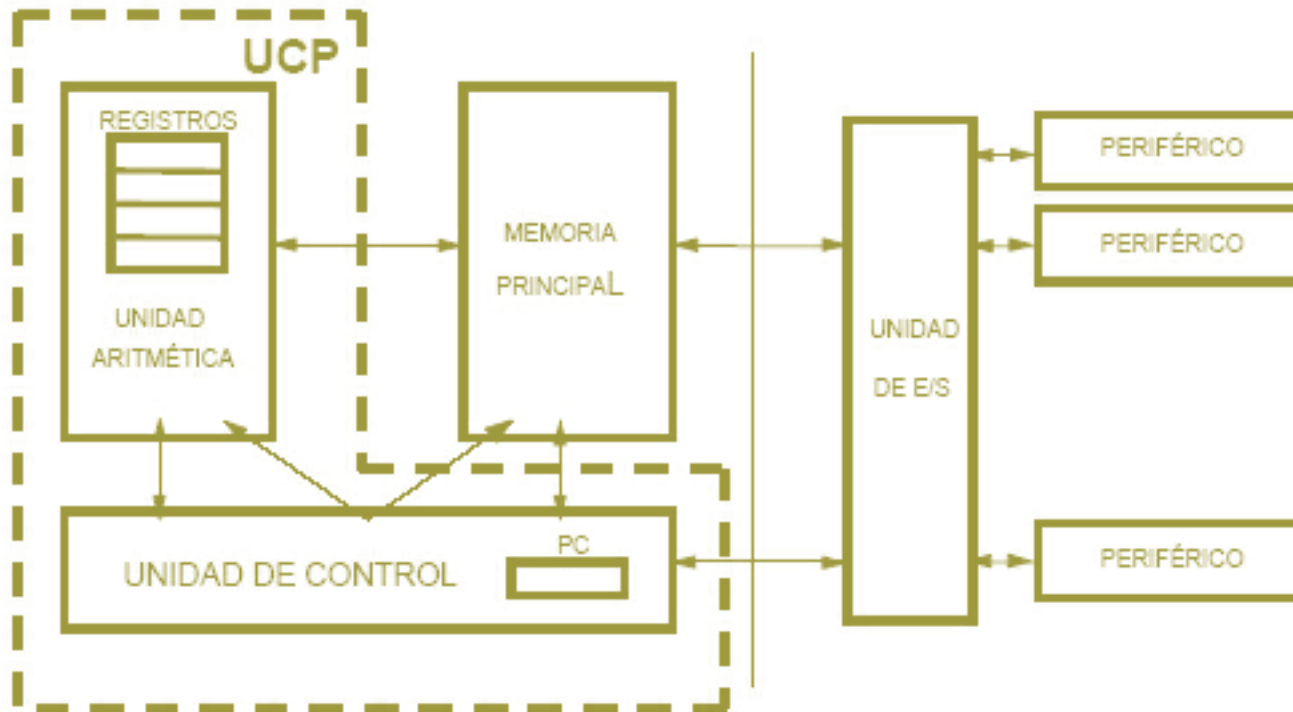 UCP
REGISTROS
UNIDAD
ARITMÉTICA
MEMORIA
PRINCIPAL
UNIDAD
DE E/S
PERIFÉRICO
PERIFÉRICO
PERIFÉRICO
UNIDAD DE CONTROL
PC